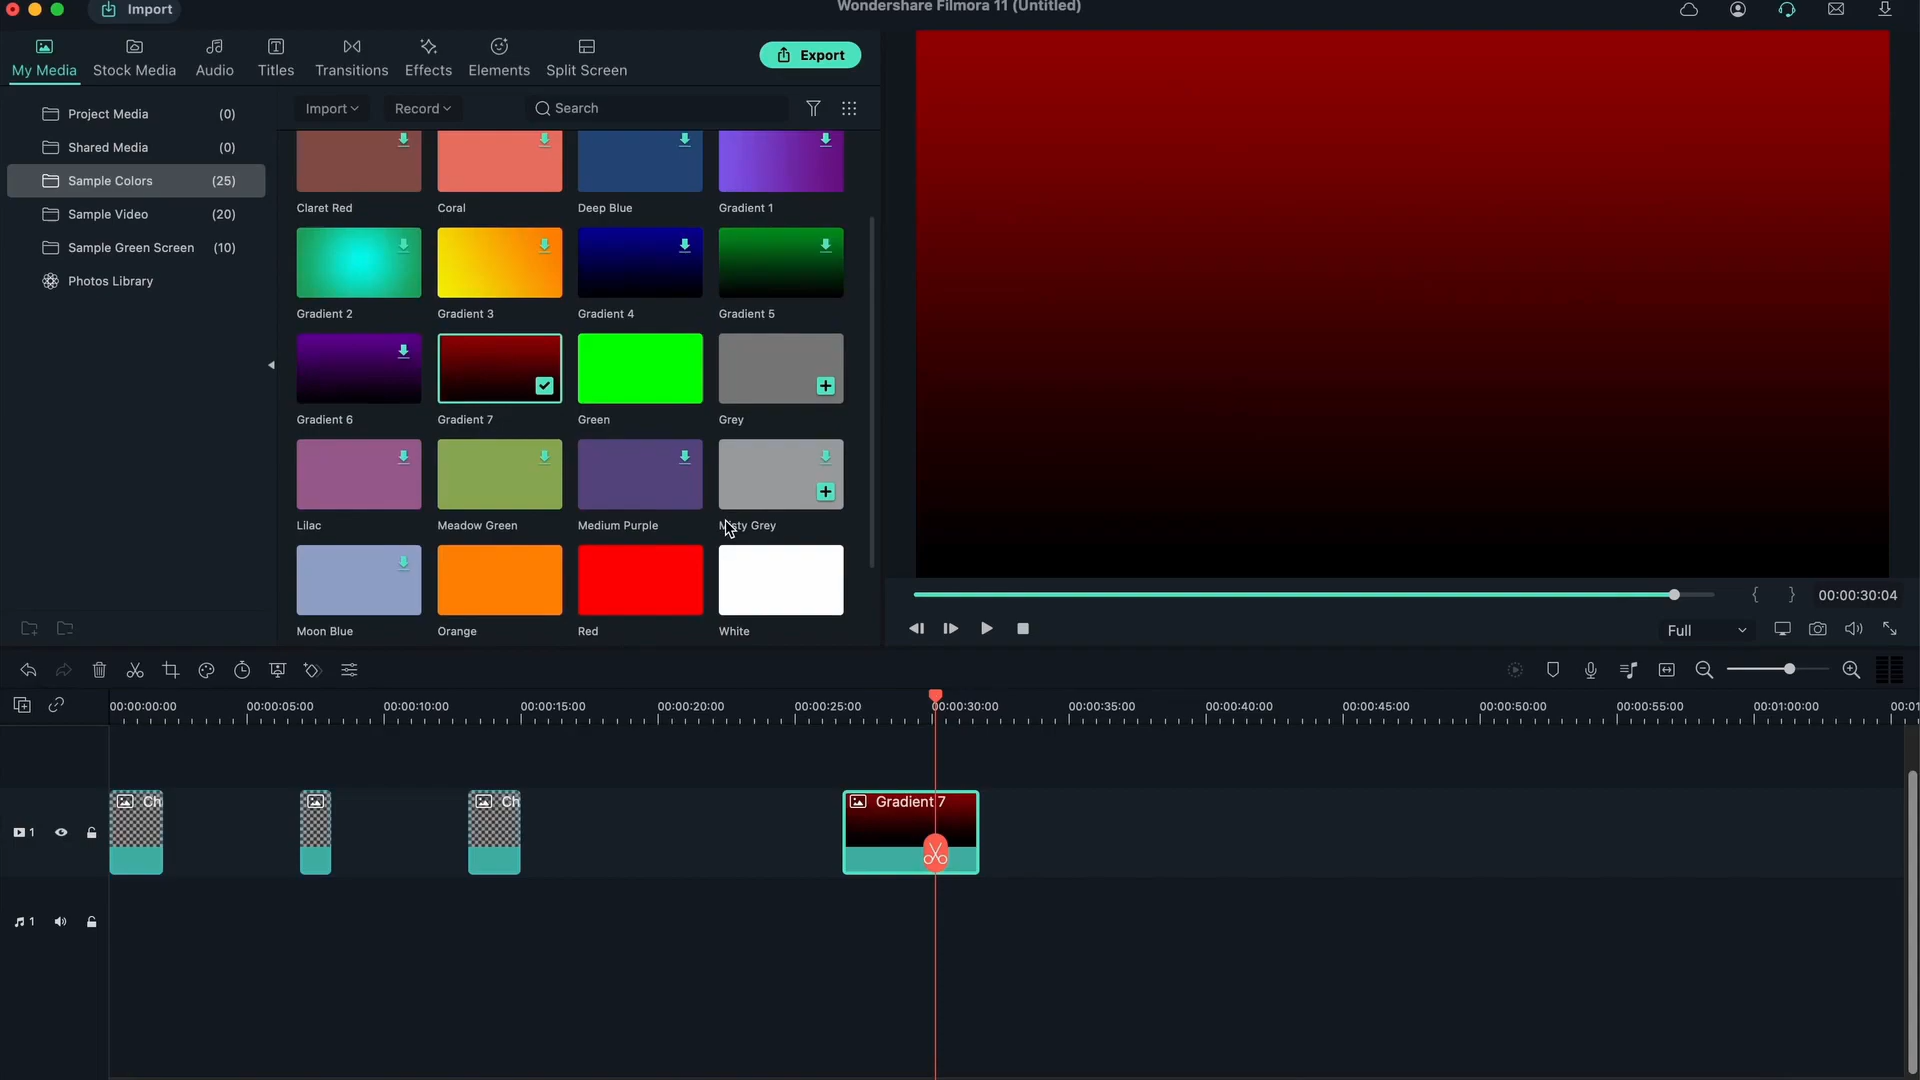 Import
Wondershare Filmora 11 (Untitled)
My Media
Stock Media
Audio
Titles
Transitions
Effects
Elements
Split Screen
Export
Project Media (0)
Shared Media (0)
Sample Colors (25)
Sample Video (20)
Sample Green Screen (10)
Photos Library
Import
Record
Search
Claret Red
Coral
Deep Blue
Gradient 1
Gradient 2
Gradient 3
Gradient 4
Gradient 5
Gradient 6
Gradient 7
Green
Grey
Lilac
Meadow Green
Medium Purple
Misty Grey
Moon Blue
Orange
Red
White
{ } 00:00:30:04
Full
00:00:00:00 00:00:05:00 00:00:10:00 00:00:15:00 00:00:20:00 00:00:25:00 00:00:30:00 00:00:35:00 00:00:40:00 00:00:45:00 00:00:50:00 00:00:55:00 00:01:00:00 00:01
Ch
Ch
Gradient 7
1
1